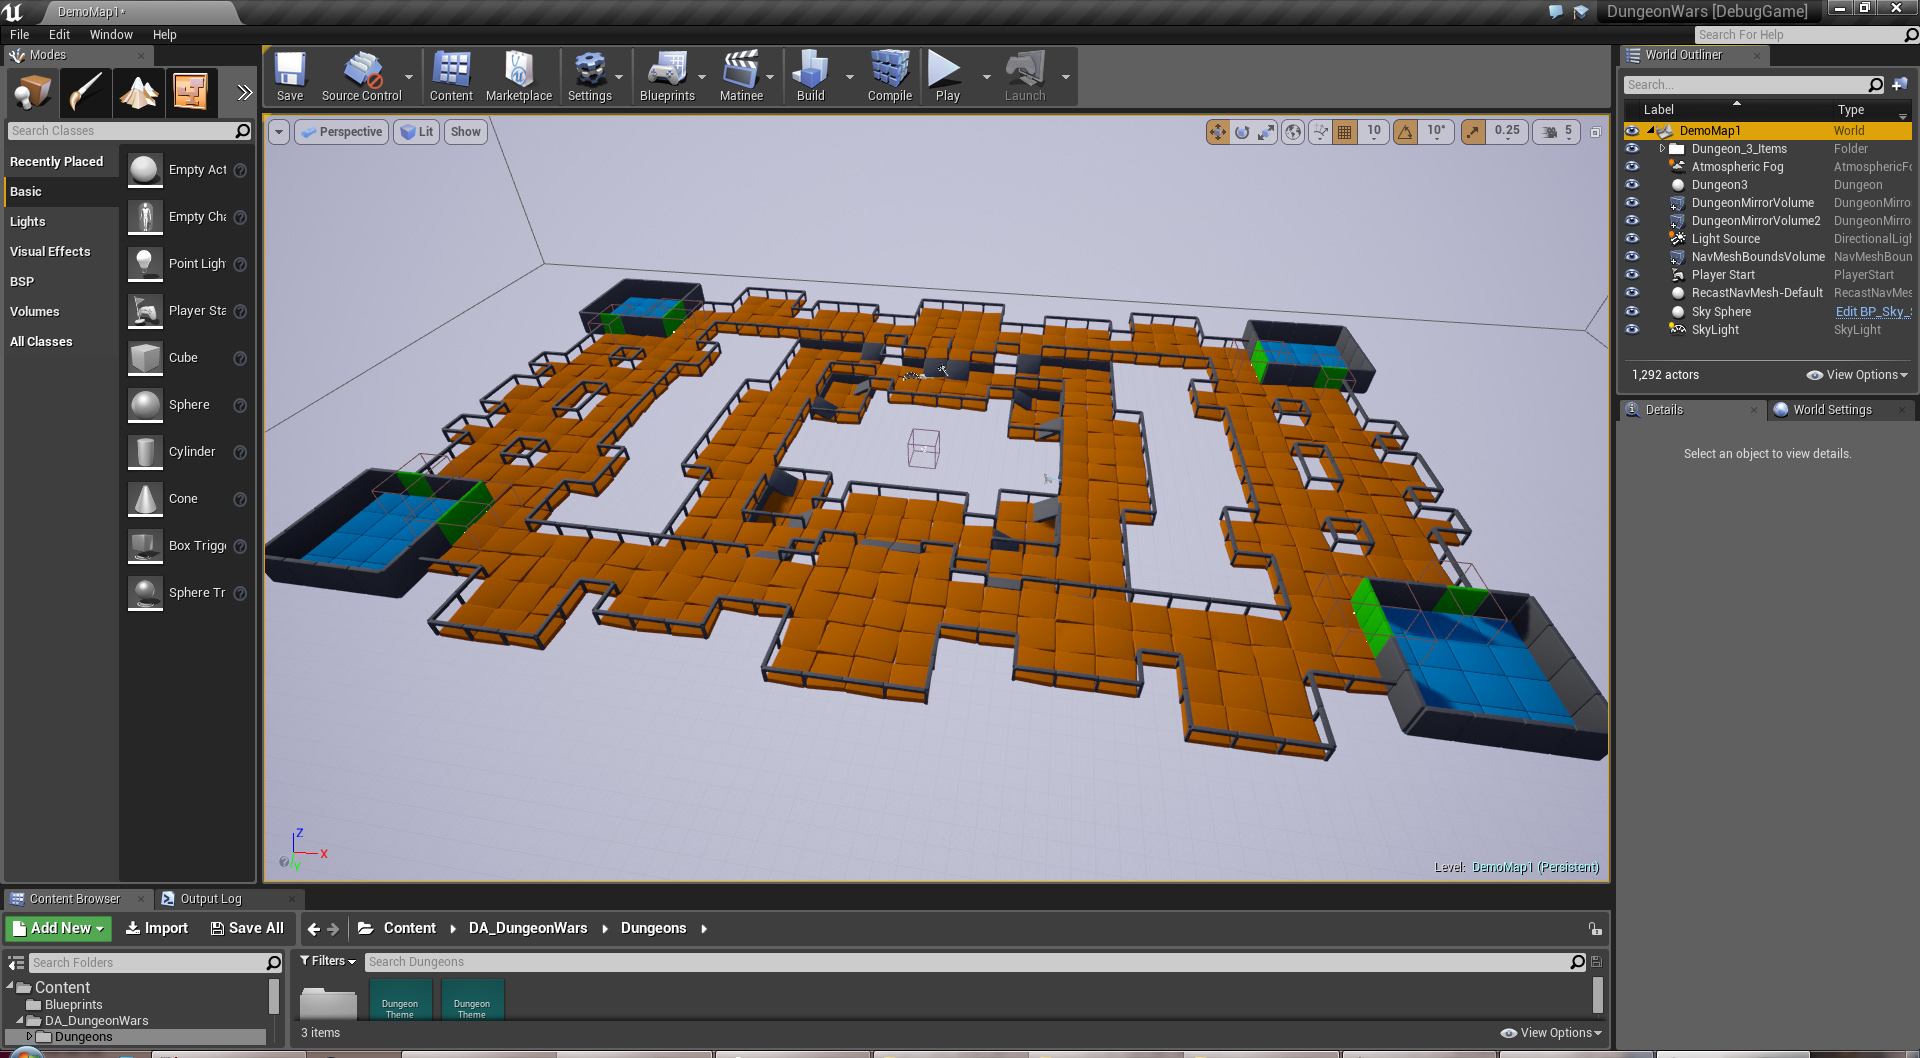 DemoMap1*
DungeonWars [DebugGame]
File Edit Window Help
Search For Help
Modes
Save
Source Control
Content
Marketplace
Settings
Blueprints
Matinee
Build
Compile
Play
Launch
Search Classes
Recently Placed
Basic
Lights
Visual Effects
BSP
Volumes
All Classes
Empty Act
Empty Cha
Point Ligh
Player Sta
Cube
Sphere
Cylinder
Cone
Box Trigg
Sphere Tr
Perspective Lit Show
10 10° 0.25 5
Z
X
Y
Level: DemoMap1 (Persistent)
World Outliner
Search...
Label Type
DemoMap1 World
Dungeon_3_Items Folder
Atmospheric Fog AtmosphericFo
Dungeon3 Dungeon
DungeonMirrorVolume DungeonMirro
DungeonMirrorVolume2 DungeonMirro
Light Source DirectionalLigh
NavMeshBoundsVolume NavMeshBoun
Player Start PlayerStart
RecastNavMesh-Default RecastNavMes
Sky Sphere Edit BP_Sky_
SkyLight SkyLight
1,292 actors View Options
Details World Settings
Select an object to view details.
Content Browser Output Log
Add New Import Save All Content DA_DungeonWars Dungeons
Search Folders
Content
Blueprints
DA_DungeonWars
Dungeons
Filters Search Dungeons
Dungeon
Theme
Dungeon
Theme
3 items View Options